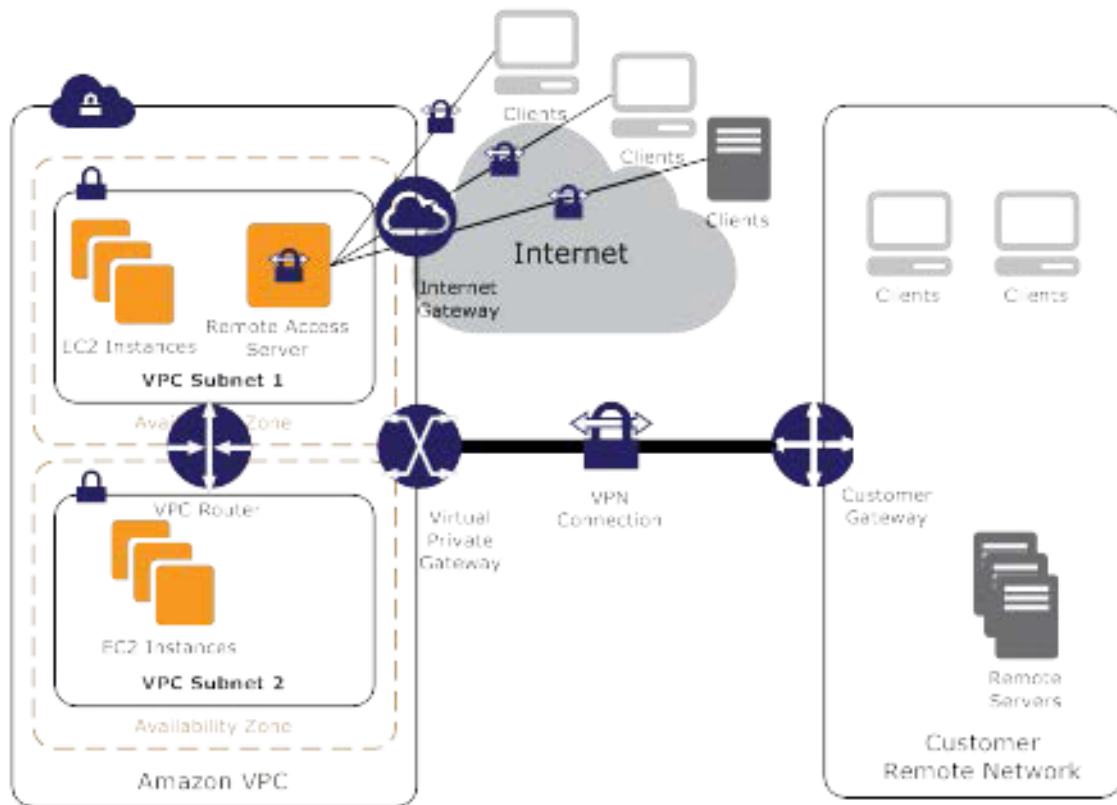 Clients
Clients
Clients
Internet
Internet
Gateway
EC2 Instances
Remote Access
Server
VPC Subnet 1
Availability Zone
VPC Router
Virtual
Private
Gateway
VPN
Connection
Customer
Gateway
Clients
Clients
EC2 Instances
VPC Subnet 2
Availability Zone
Amazon VPC
Remote
Servers
Customer
Remote Network